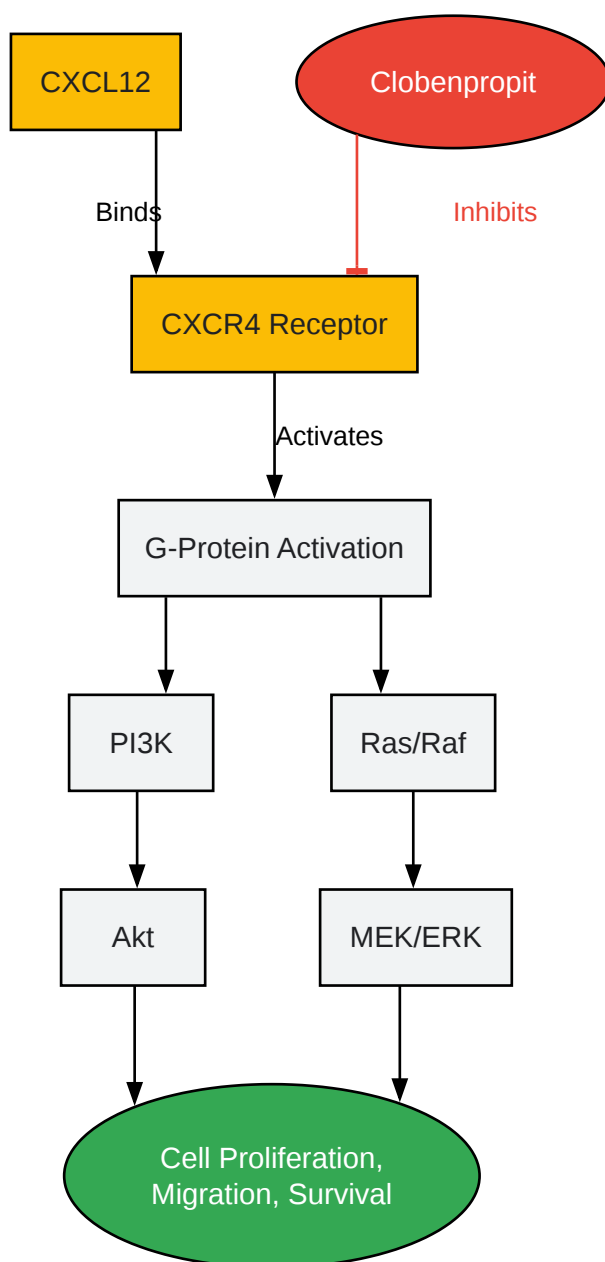 CXCL12
Clobenpropit
Binds
Inhibits
CXCR4 Receptor
Activates
G-Protein Activation
PI3K
Ras/Raf
Akt
MEK/ERK
Cell Proliferation,
Migration, Survival